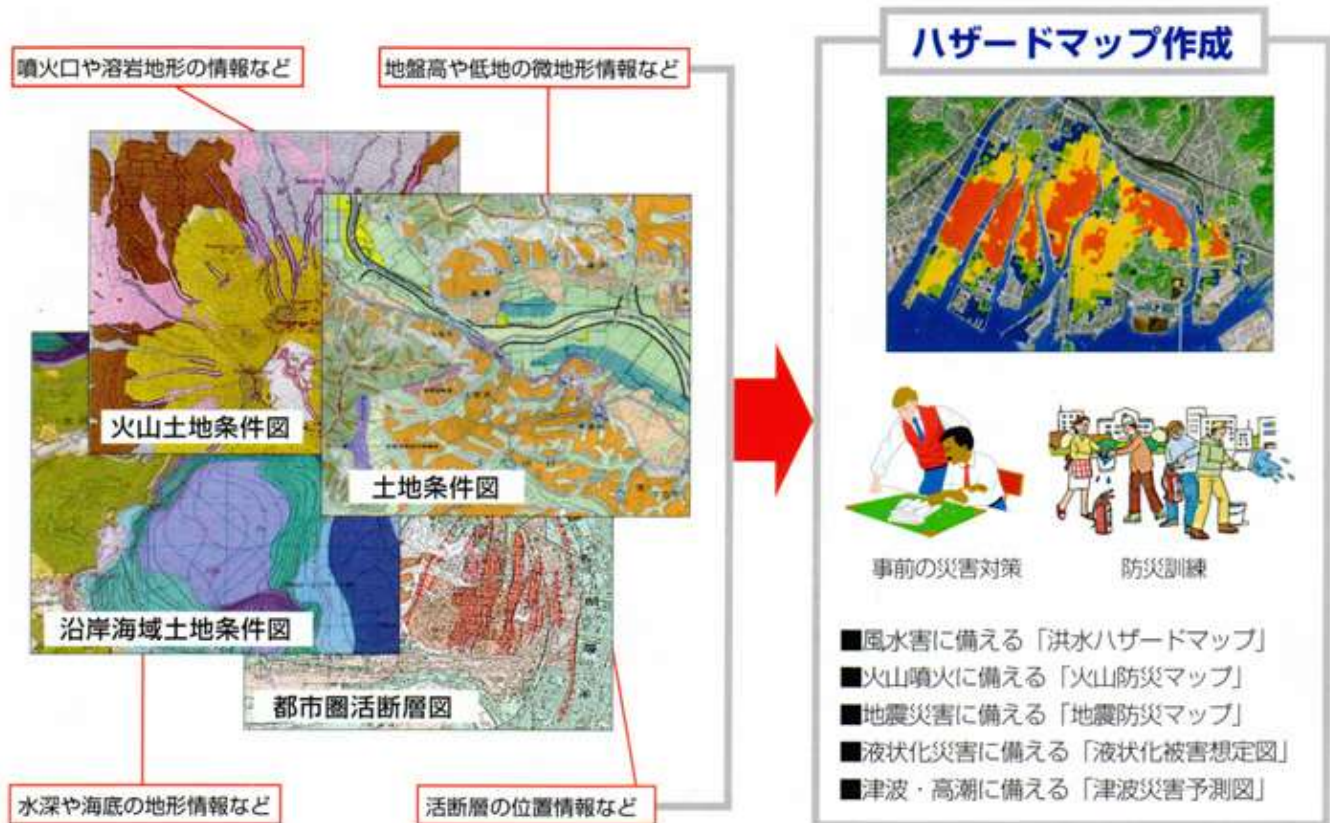 噴火口や溶岩地形の情報など
地盤高や低地の微地形情報など
火山土地条件図
土地条件図
沿岸海域土地条件図
都市圏活断層図
水深や海底の地形情報など
活断層の位置情報など
ハザードマップ作成
事前の災害対策
防災訓練
■風水害に備える「洪水ハザードマップ」
■火山噴火に備える「火山防災マップ」
■地震災害に備える「地震防災マップ」
■液状化災害に備える「液状化被害想定図」
■津波・高潮に備える「津波災害予測図」